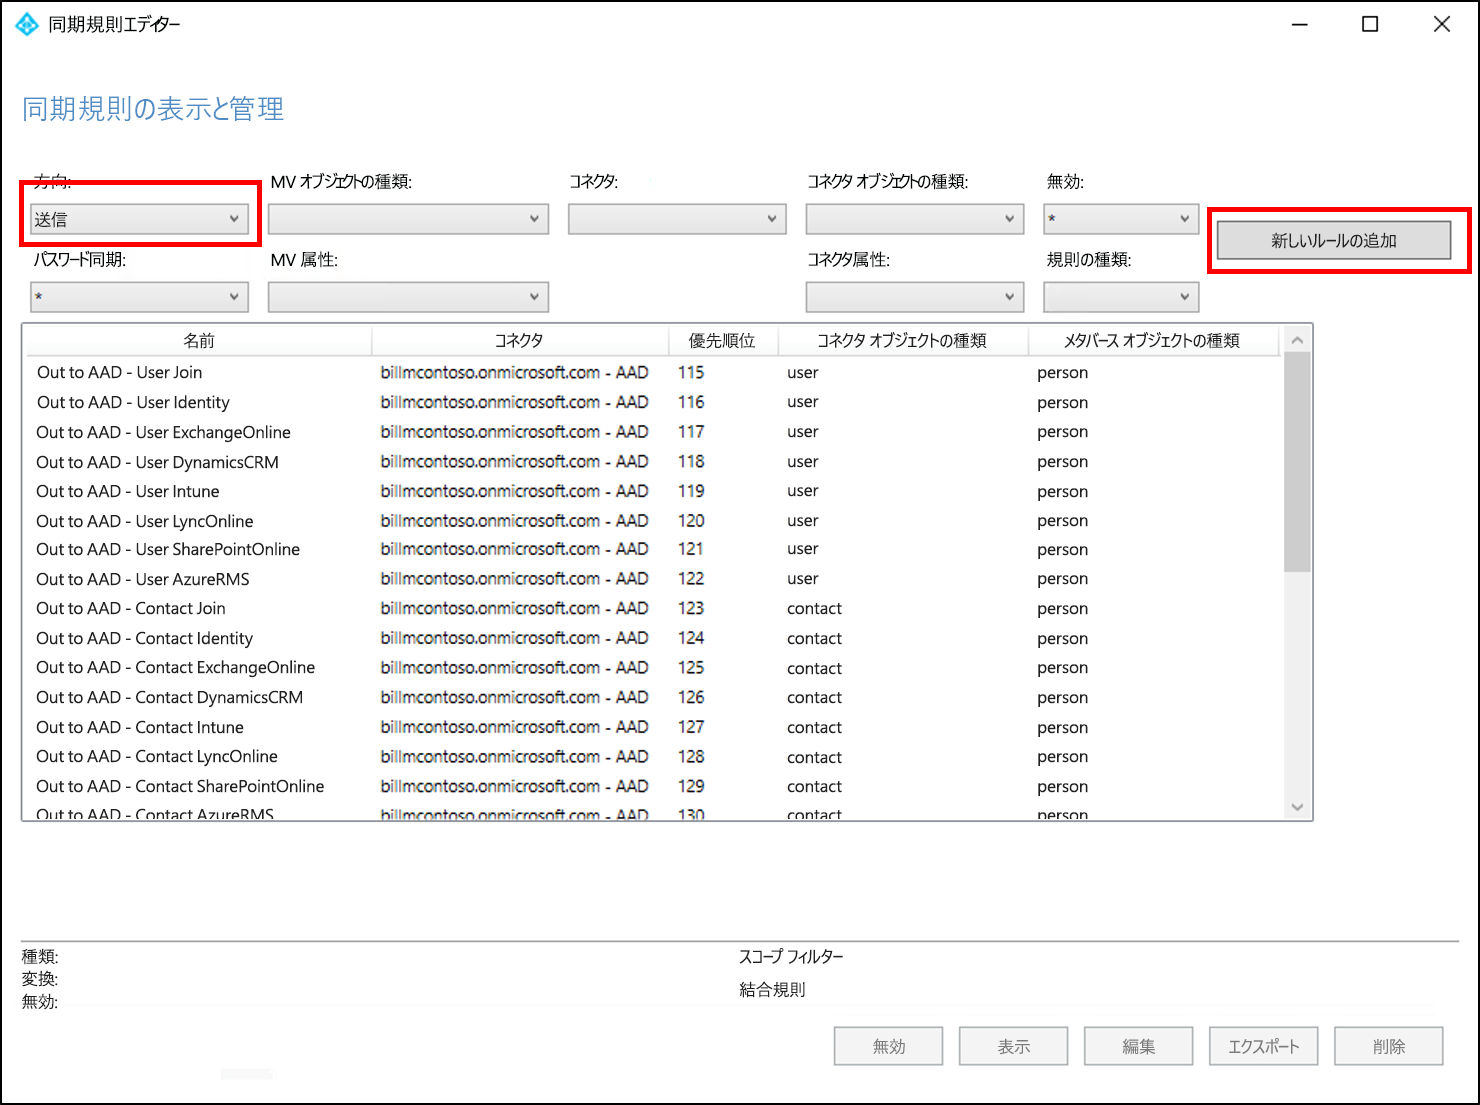 同期規則エディター
同期規則の表示と管理
方向: MV オブジェクトの種類: コネクタ: コネクタ オブジェクトの種類: 無効:
送信 * 新しいルールの追加
パスワード同期: MV 属性: コネクタ属性: 規則の種類:
*
名前 コネクタ 優先順位 コネクタ オブジェクトの種類 メタバース オブジェクトの種類
Out to AAD - User Join billmcontoso.onmicrosoft.com - AAD 115 user person
Out to AAD - User Identity billmcontoso.onmicrosoft.com - AAD 116 user person
Out to AAD - User ExchangeOnline billmcontoso.onmicrosoft.com - AAD 117 user person
Out to AAD - User DynamicsCRM billmcontoso.onmicrosoft.com - AAD 118 user person
Out to AAD - User Intune billmcontoso.onmicrosoft.com - AAD 119 user person
Out to AAD - User LyncOnline billmcontoso.onmicrosoft.com - AAD 120 user person
Out to AAD - User SharePointOnline billmcontoso.onmicrosoft.com - AAD 121 user person
Out to AAD - User AzureRMS billmcontoso.onmicrosoft.com - AAD 122 user person
Out to AAD - Contact Join billmcontoso.onmicrosoft.com - AAD 123 contact person
Out to AAD - Contact Identity billmcontoso.onmicrosoft.com - AAD 124 contact person
Out to AAD - Contact ExchangeOnline billmcontoso.onmicrosoft.com - AAD 125 contact person
Out to AAD - Contact DynamicsCRM billmcontoso.onmicrosoft.com - AAD 126 contact person
Out to AAD - Contact Intune billmcontoso.onmicrosoft.com - AAD 127 contact person
Out to AAD - Contact LyncOnline billmcontoso.onmicrosoft.com - AAD 128 contact person
Out to AAD - Contact SharePointOnline billmcontoso.onmicrosoft.com - AAD 129 contact person
Out to AAD - Contact AzureRMS billmcontoso.onmicrosoft.com - AAD 130 contact person
種類: スコープ フィルター
変換:
結合規則
無効:
無効 表示 編集 エクスポート 削除